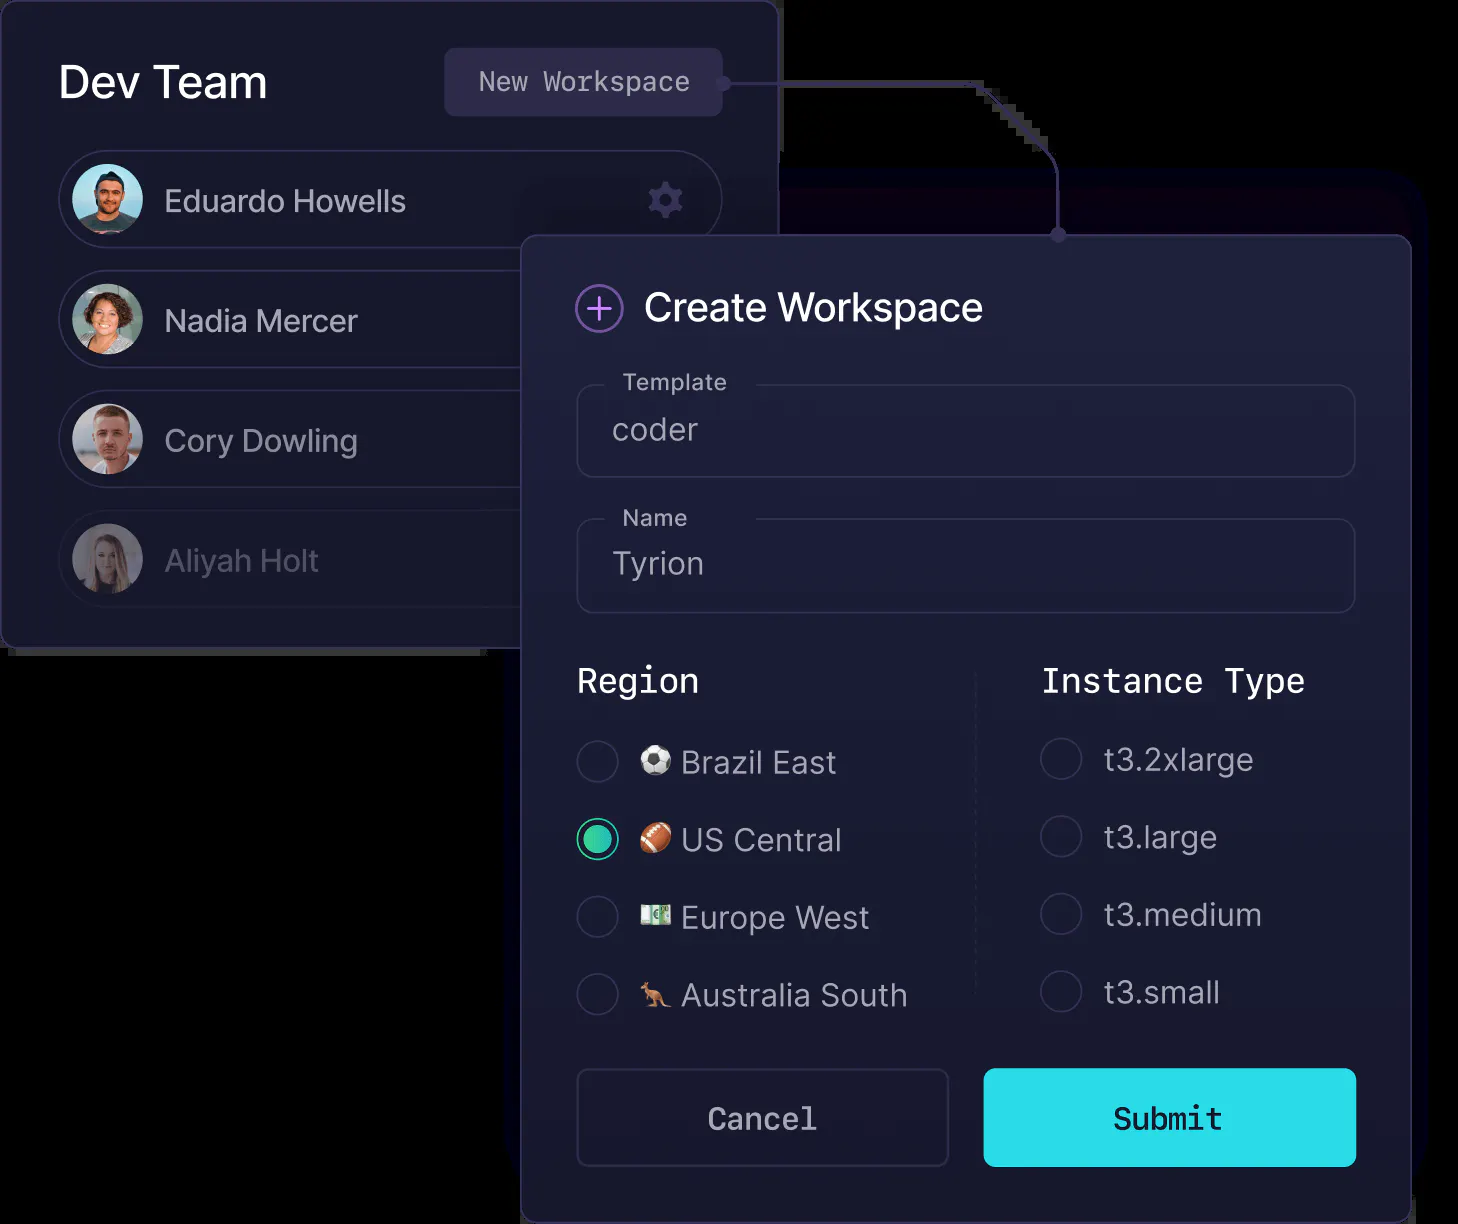 Dev Team
New Workspace
Eduardo Howells
Nadia Mercer
Cory Dowling
Aliyah Holt
Create Workspace
Template
coder
Name
Tyrion
Region
Brazil East
US Central
Europe West
Australia South
Instance Type
t3.2xlarge
t3.large
t3.medium
t3.small
Cancel
Submit